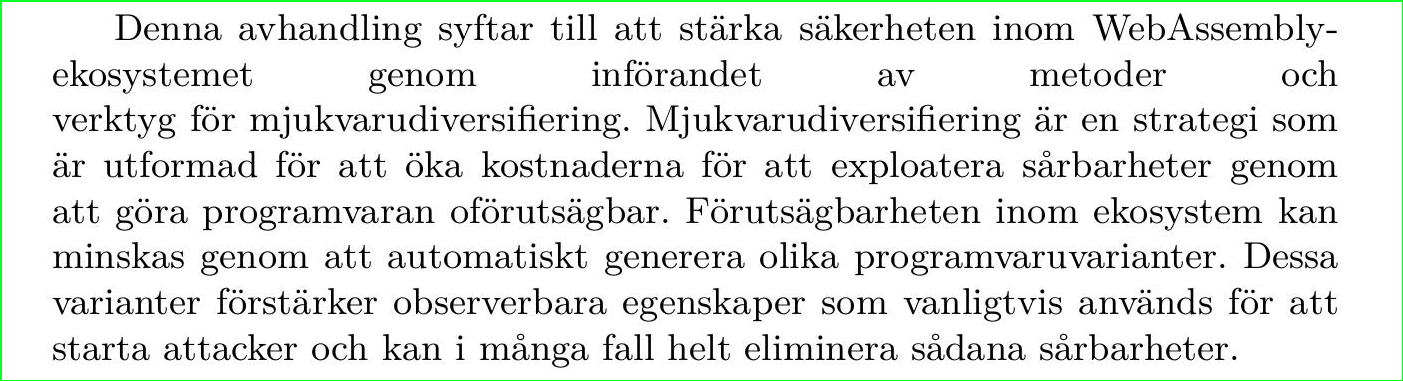 Denna avhandling syftar till att stärka säkerheten inom WebAssembly-
ekosystemet genom införandet av metoder och
verktyg för mjukvarudiversifiering. Mjukvarudiversifiering är en strategi som
är utformad för att öka kostnaderna för att exploatera sårbarheter genom
att göra programvaran oförutsägbar. Förutsägbarheten inom ekosystem kan
minskas genom att automatiskt generera olika programvaruvarianter. Dessa
varianter förstärker observerbara egenskaper som vanligtvis används för att
starta attacker och kan i många fall helt eliminera sådana sårbarheter.